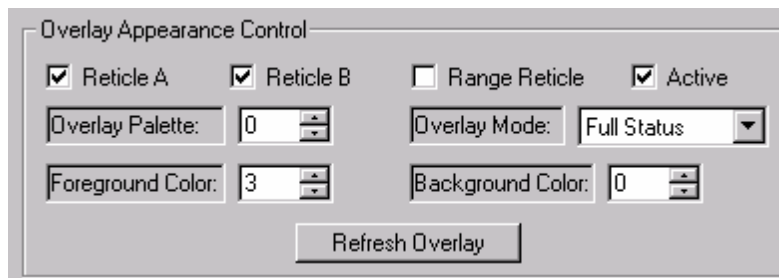 Overlay Appearance Control
Reticle A Reticle B Range Reticle Active
Overlay Palette: 0 Overlay Mode: Full Status
Foreground Color: 3 Background Color: 0
Refresh Overlay